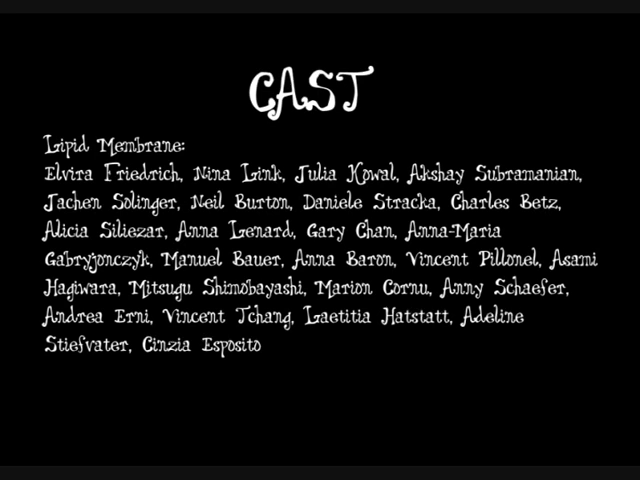 CAST
Lipid Membrane:
Elvira Friedrich, Nina Link, Julia Kowal, Akshay Subramanian,
Jachen Solinger, Neil Burton, Daniele Stracka, Charles Betz,
Alicia Siliezar, Anna Lenard, Gary Chan, Anna-Maria
Gabryjonczyk, Manuel Bauer, Anna Baron, Vincent Pillonel, Asami
Hagiwara, Mitsugu Shimobayashi, Marion Cornu, Anny Schaefer,
Andrea Erni, Vincent Tchang, Laetitia Hatstatt, Adeline
Stiefvater, Cinzia Esposito